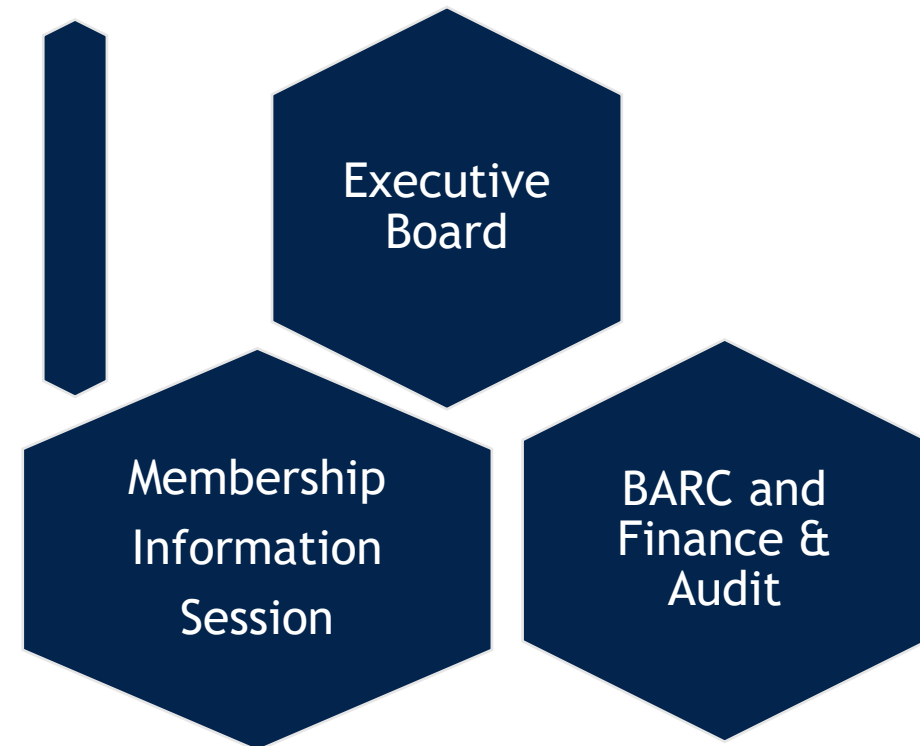 Executive
Board
Membership
Information
Session
BARC and
Finance &
Audit